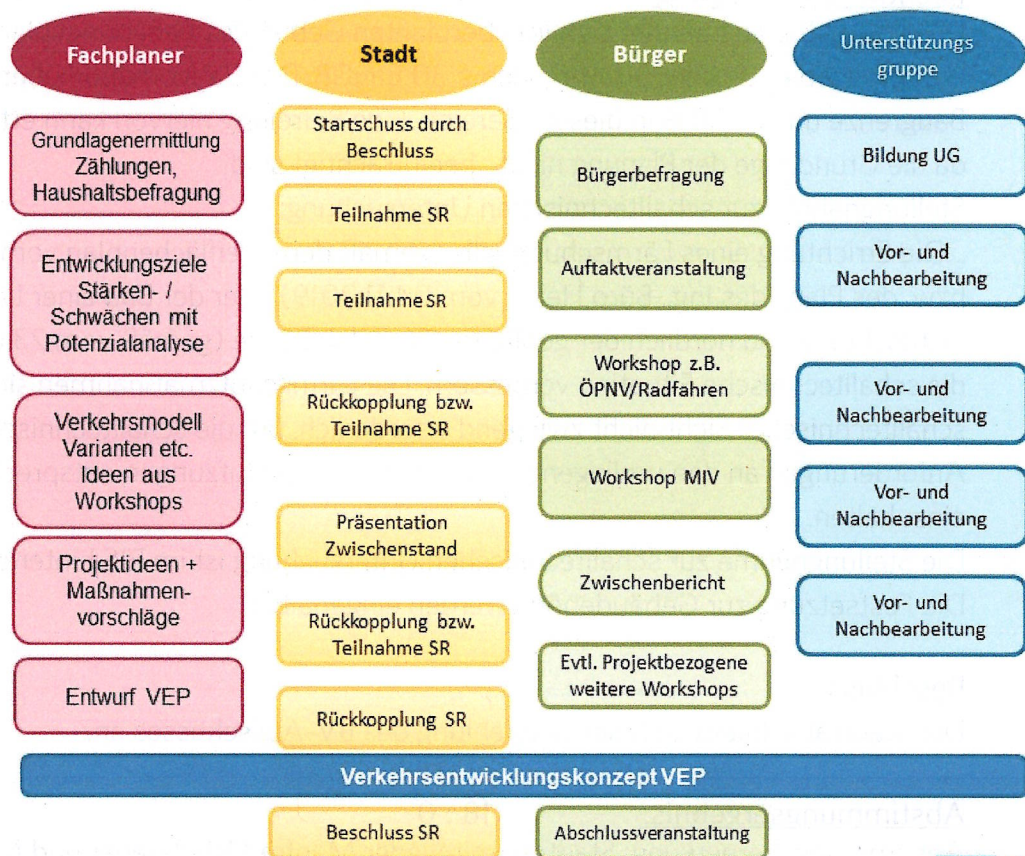 Fachplaner
Grundlagenermittlung
Zählungen,
Haushaltsbefragung
Entwicklungsziele
Stärken- /
Schwächen mit
Potenzialanalyse
Verkehrsmodell
Varianten etc.
Ideen aus
Workshops
Projektideen +
Maßnahmen-
vorschläge
Entwurf VEP
Stadt
Startschuss durch
Beschluss
Teilnahme SR
Teilnahme SR
Rückkopplung bzw.
Teilnahme SR
Präsentation
Zwischenstand
Rückkopplung bzw.
Teilnahme SR
Rückkopplung SR
Bürger
Bürgerbefragung
Auftaktveranstaltung
Workshop z.B.
ÖPNV/Radfahren
Workshop MIV
Zwischenbericht
Evtl. Projektbezogene
weitere Workshops
Unterstützungs
gruppe
Bildung UG
Vor- und
Nachbearbeitung
Vor- und
Nachbearbeitung
Vor- und
Nachbearbeitung
Vor- und
Nachbearbeitung
Verkehrsentwicklungskonzept VEP
Beschluss SR
Abschlussveranstaltung